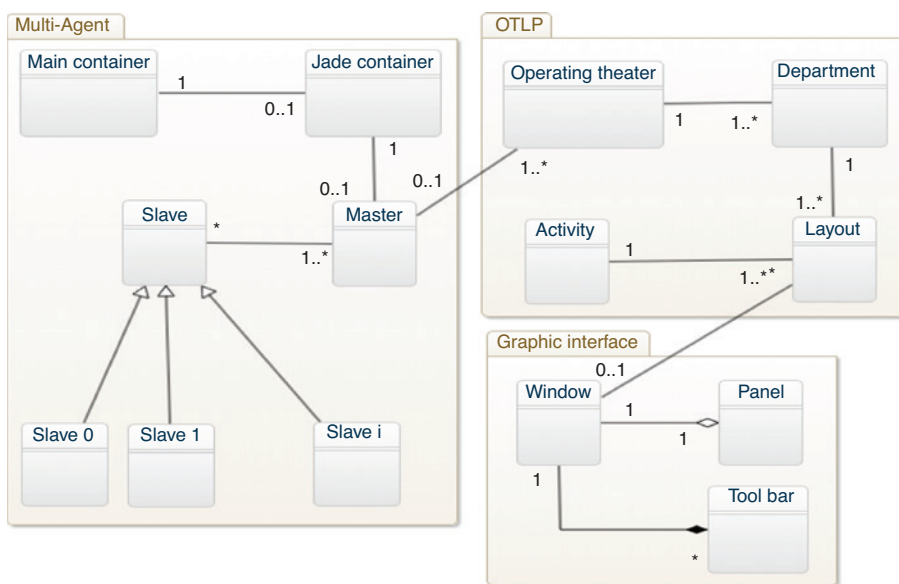 Multi-Agent
Main container
1
0..1
Jade container
1
0..1
Slave
*
1..*
Master
Slave 0
Slave 1
Slave i
OTLP
Operating theater
1
1..*
Department
1
1..*
0..1
1..*
Activity
1
1..**
Layout
Graphic interface
0..1
Window
1
1
Panel
1
*
Tool bar